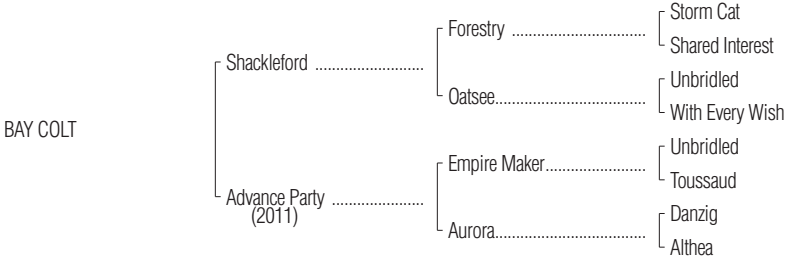 Storm Cat
Forestry ................................
Shared Interest
Shackleford ..........................
Unbridled
Oatsee....................................
With Every Wish
BAY COLT
Unbridled
Empire Maker........................
Toussaud
Advance Party ......................
(2011)
Danzig
Aurora....................................
Althea